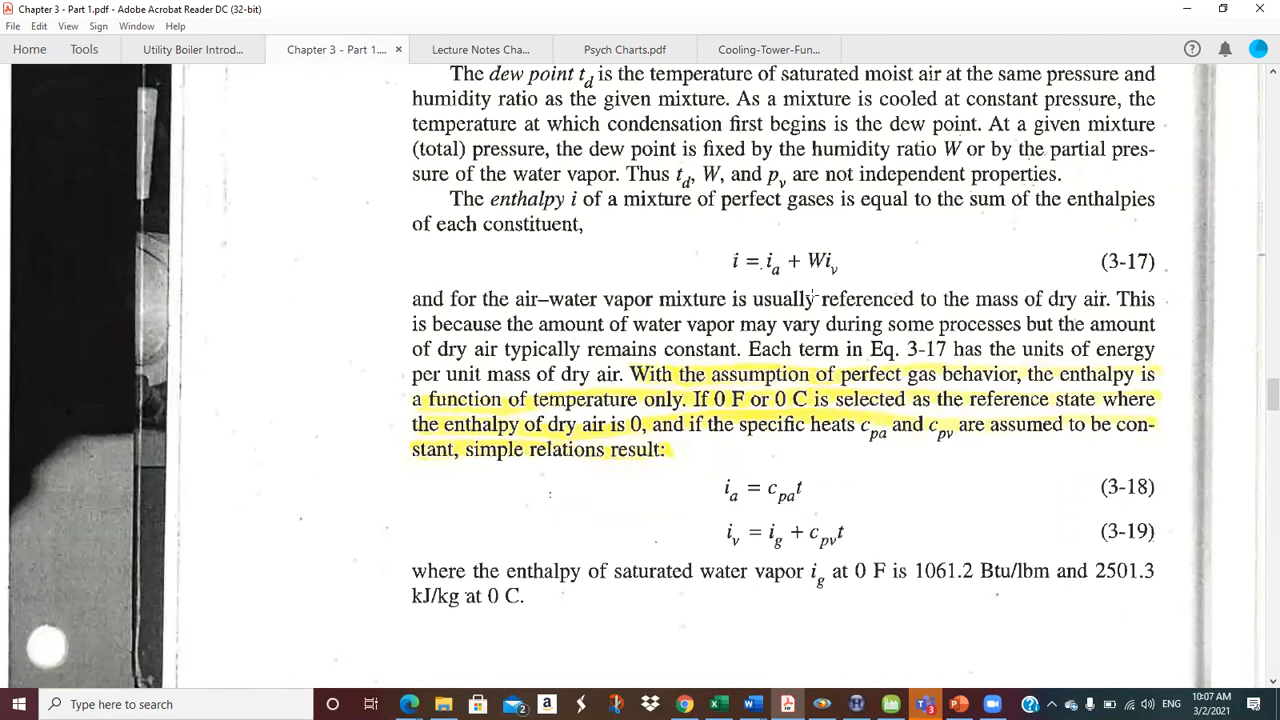 Chapter 3 - Part 1.pdf - Adobe Acrobat Reader DC (32-bit)
File Edit View Sign Window Help
Home Tools Utility Boiler Introd... Chapter 3 - Part 1.... × Lecture Notes Cha... Psych Charts.pdf Cooling-Tower-Fun...
The dew point t_d is the temperature of saturated moist air at the same pressure and
humidity ratio as the given mixture. As a mixture is cooled at constant pressure, the
temperature at which condensation first begins is the dew point. At a given mixture
(total) pressure, the dew point is fixed by the humidity ratio W or by the partial pres-
sure of the water vapor. Thus t_d, W, and p_v are not independent properties.
The enthalpy i of a mixture of perfect gases is equal to the sum of the enthalpies
of each constituent,
i = i_a + Wi_v (3-17)
and for the air–water vapor mixture is usually referenced to the mass of dry air. This
is because the amount of water vapor may vary during some processes but the amount
of dry air typically remains constant. Each term in Eq. 3-17 has the units of energy
per unit mass of dry air. With the assumption of perfect gas behavior, the enthalpy is
a function of temperature only. If 0 F or 0 C is selected as the reference state where
the enthalpy of dry air is 0, and if the specific heats c_pa and c_pv are assumed to be con-
stant, simple relations result:
i_a = c_pa t (3-18)
i_v = i_g + c_pv t (3-19)
where the enthalpy of saturated water vapor i_g at 0 F is 1061.2 Btu/lbm and 2501.3
kJ/kg at 0 C.
Type here to search
ENG
10:07 AM
3/2/2021